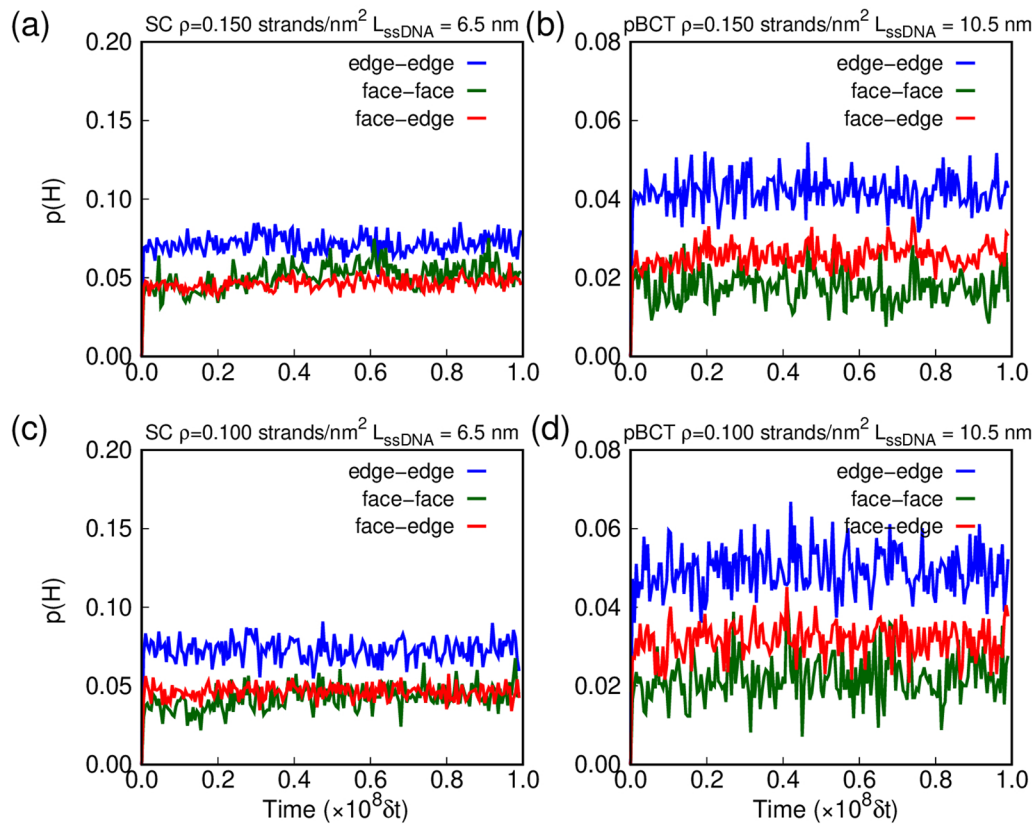 (a) SC ρ=0.150 strands/nm² L_ssDNA = 6.5 nm
0.20
0.15
0.10
0.05
0.00
p(H)
edge−edge
face−face
face−edge
0.0 0.2 0.4 0.6 0.8 1.0
(b) pBCT ρ=0.150 strands/nm² L_ssDNA = 10.5 nm
0.08
0.06
0.04
0.02
0.00
edge−edge
face−face
face−edge
0.0 0.2 0.4 0.6 0.8 1.0
(c) SC ρ=0.100 strands/nm² L_ssDNA = 6.5 nm
0.20
0.15
0.10
0.05
0.00
p(H)
edge−edge
face−face
face−edge
0.0 0.2 0.4 0.6 0.8 1.0
Time (×10⁸δt)
(d) pBCT ρ=0.100 strands/nm² L_ssDNA = 10.5 nm
0.08
0.06
0.04
0.02
0.00
edge−edge
face−face
face−edge
0.0 0.2 0.4 0.6 0.8 1.0
Time (×10⁸δt)